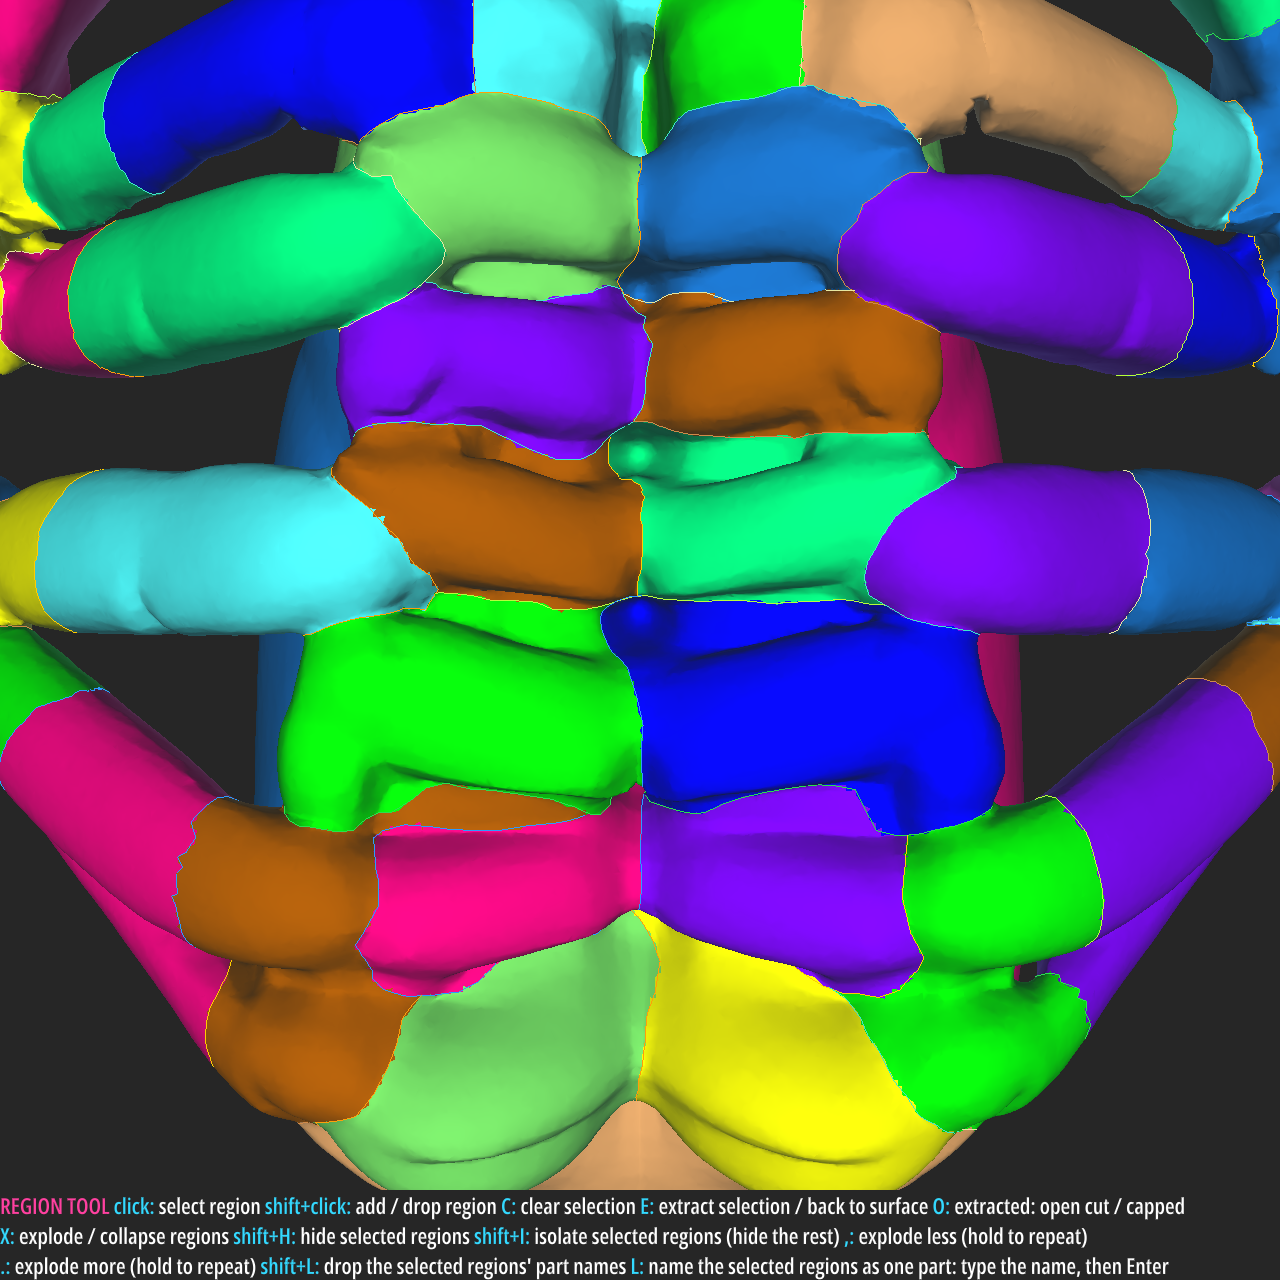 REGION TOOL click: select region shift+click: add / drop region C: clear selection E: extract selection / back to surface O: extracted: open cut / capped
X: explode / collapse regions shift+H: hide selected regions shift+I: isolate selected regions (hide the rest) ,: explode less (hold to repeat)
.: explode more (hold to repeat) shift+L: drop the selected regions' part names L: name the selected regions as one part: type the name, then Enter